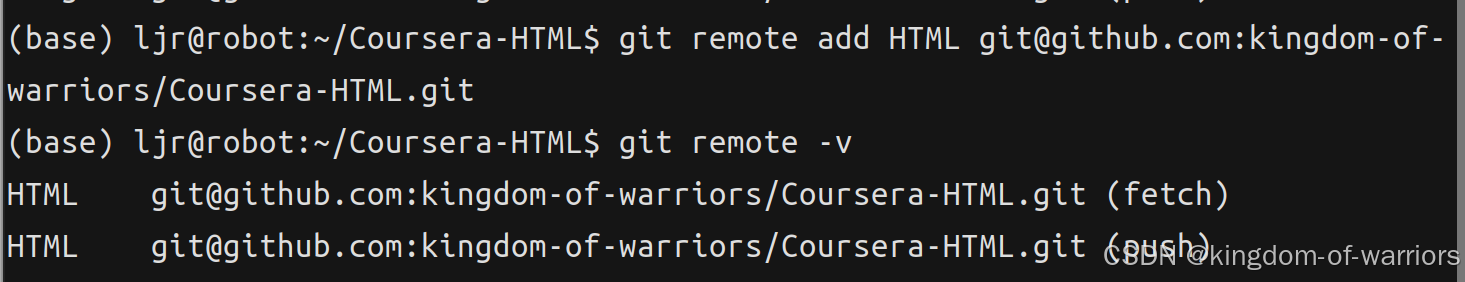 (base) ljr@robot:~/Coursera-HTML$ git remote add HTML git@github.com:kingdom-of-
warriors/Coursera-HTML.git
(base) ljr@robot:~/Coursera-HTML$ git remote -v
HTML    git@github.com:kingdom-of-warriors/Coursera-HTML.git (fetch)
HTML    git@github.com:kingdom-of-warriors/Coursera-HTML.git (push)
CSDN @kingdom-of-warriors